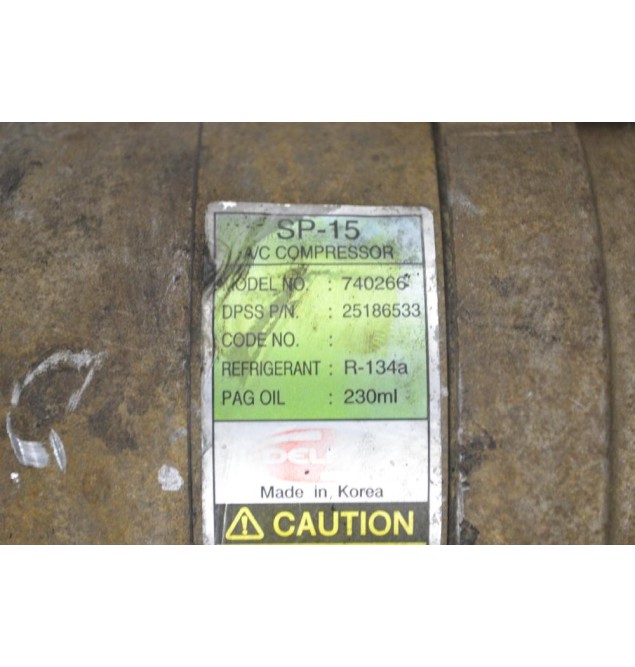 SP-15
A/C COMPRESSOR
MODEL NO. : 740266
DPSS P/N. : 25186533
CODE NO. :
REFRIGERANT : R-134a
PAG OIL : 230ml
Made in Korea
CAUTION